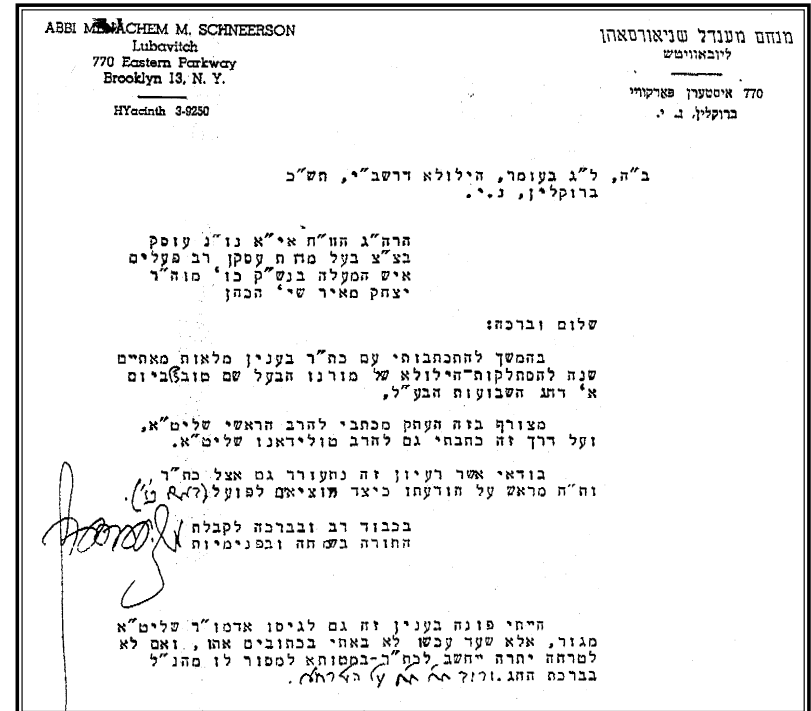 ABBI MENACHEM M. SCHNEERSON
Lubavitch
770 Eastern Parkway
Brooklyn 13, N. Y.
HYacinth 3-9250
מנחם מענדל שניאורסאהן
ליובאוויטש
770 איסטערן פארקוויי
ברוקלין, נ. י.
ב"ה, ל"ג בעומר, הילולא דרשב"י, תש"כ
ברוקלין, נ.י.
הרה"ג הוו"ח אי"א נו"נ עוסק
בצ"צ בעל מדות עסקן רב פעלים
איש המעלה בנש"ק כו' מוה"ר
יצחק מאיר שי' הכהן
שלום וברכה:
בהמשך להתכתבותי עם כת"ר בענין מלאות מאתים
שנה להסתלקות-הילולא של מורנו הבעל שם טוב ביום
א' דחג השבועות הבע"ל,
מצורף בזה העתק מכתבי להרב הראשי שליט"א,
ועל דרך זה כתבתי גם להרב טולידאנו שליט"א.
בודאי אשר רעיון זה נתעורר גם אצל כת"ר
ות"ח מראש על הודעתו כיצד מוציאים לפועל
בכבוד רב ובברכה לקבלת
התורה בשמחה ובפנימיות
הייתי פונה בענין זה גם לגיסו אדמו"ר שליט"א
מגור, אלא שעד עכשו לא באתי בכתובים אתו, ואם לא
לטרחה יתרה ייחשב לכת"ר-במטותא למסור לו מהנ"ל
בברכת החג.